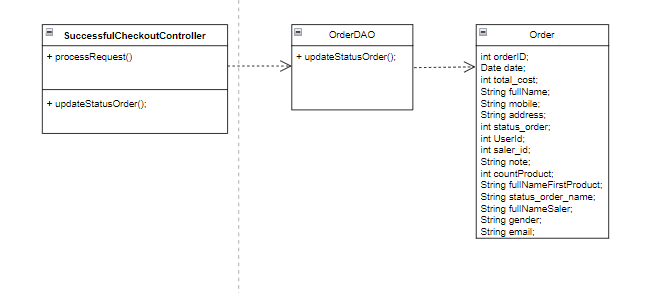 SuccessfulCheckoutController
+ processRequest()
+ updateStatusOrder();
OrderDAO
+ updateStatusOrder();
Order
int orderID;
Date date;
int total_cost;
String fullName;
String mobile;
String address;
int status_order;
int UserId;
int saler_id;
String note;
int countProduct;
String fullNameFirstProduct;
String status_order_name;
String fullNameSaler;
String gender;
String email;